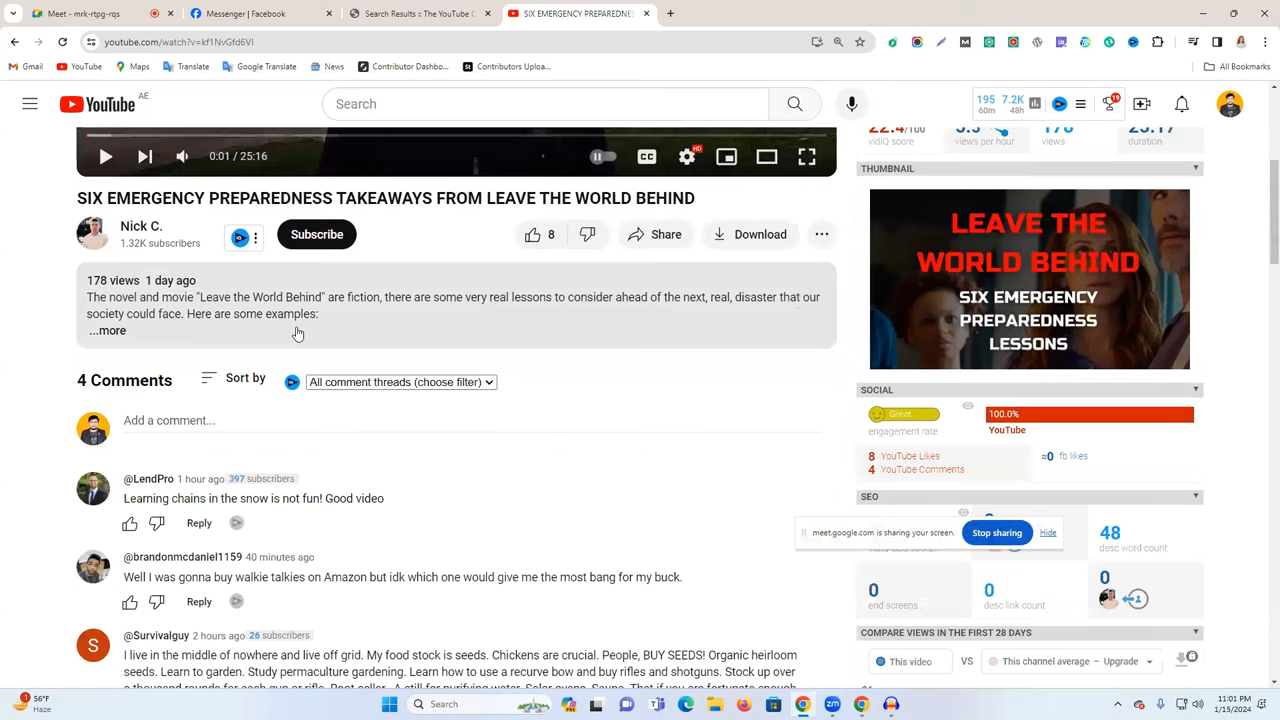 Meet - mrk-rtpg-rqs
Messenger | Facebook
Search Results :: The YouTube C
SIX EMERGENCY PREPAREDNES
youtube.com/watch?v=kf1NvGfd6VI
Gmail YouTube Maps Translate Google Translate News Contributor Dashbo... Contributors Uploa... All Bookmarks
YouTube AE
Search
195 7.2K
60m 48h
19
0:01 / 25:16
CC
HD
SIX EMERGENCY PREPAREDNESS TAKEAWAYS FROM LEAVE THE WORLD BEHIND
Nick C.
1.32K subscribers
Subscribe
8
Share
Download
178 views 1 day ago
The novel and movie "Leave the World Behind" are fiction, there are some very real lessons to consider ahead of the next, real, disaster that our
society could face. Here are some examples:
...more
4 Comments
Sort by
All comment threads (choose filter)
Add a comment...
@LendPro 1 hour ago 397 subscribers
Learning chains in the snow is not fun! Good video
Reply
@brandonmcdaniel1159 40 minutes ago
Well I was gonna buy walkie talkies on Amazon but idk which one would give me the most bang for my buck.
Reply
S
@Survivalguy 2 hours ago 26 subscribers
I live in the middle of nowhere and live off grid. My food stock is seeds. Chickens are crucial. People, BUY SEEDS! Organic heirloom
seeds. Learn to garden. Study permaculture gardening. Learn how to use a recurve bow and buy rifles and shotguns. Stock up over
22.4/100
vidIQ score
views per hour
178
views
25:17
duration
THUMBNAIL
LEAVE THE
WORLD BEHIND
SIX EMERGENCY
PREPAREDNESS
LESSONS
SOCIAL
Great
engagement rate
100.0%
YouTube
8 YouTube Likes
4 YouTube Comments
≈0 fb likes
SEO
meet.google.com is sharing your screen.
Stop sharing
Hide
48
desc word count
0
end screens...
0
desc link count
0
COMPARE VIEWS IN THE FIRST 28 DAYS
This video
VS
This channel average – Upgrade
56°F
Haze
Search
11:01 PM
1/15/2024